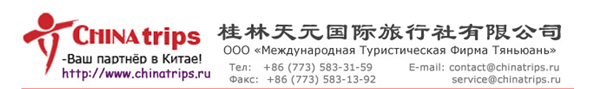 CHINAtrips
-Ваш партнёр в Китае!
http://www.chinatrips.ru
桂林天元国际旅行社有限公司
ООО «Международная Туристическая Фирма Тяньюань»
Тел: +86 (773) 583-31-59 E-mail: contact@chinatrips.ru
Факс: +86 (773) 583-13-92 service@chinatrips.ru